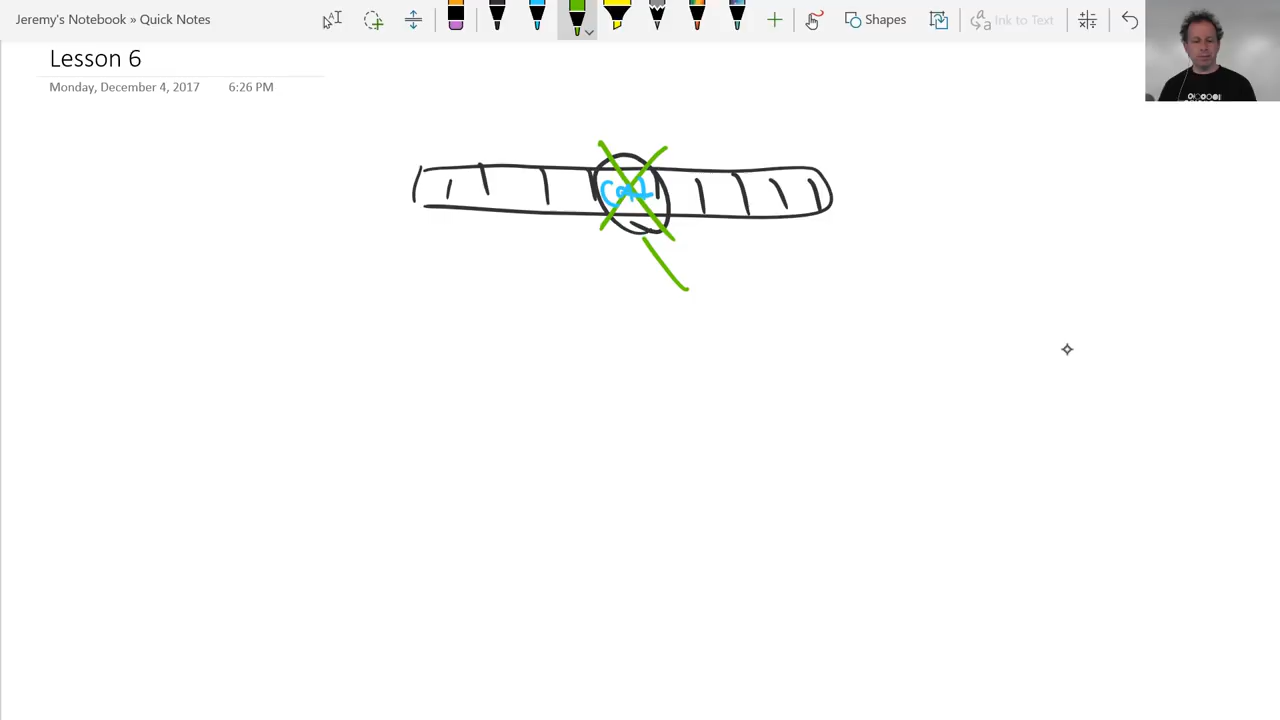 Jeremy's Notebook » Quick Notes
Shapes
Ink to Text
Lesson 6
Monday, December 4, 2017 6:26 PM